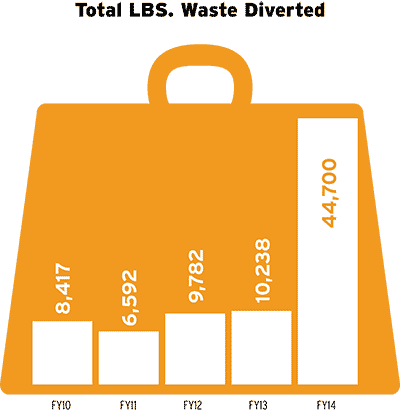 Total LBS. Waste Diverted
8,417
6,592
9,782
10,238
44,700
FY10 FY11 FY12 FY13 FY14